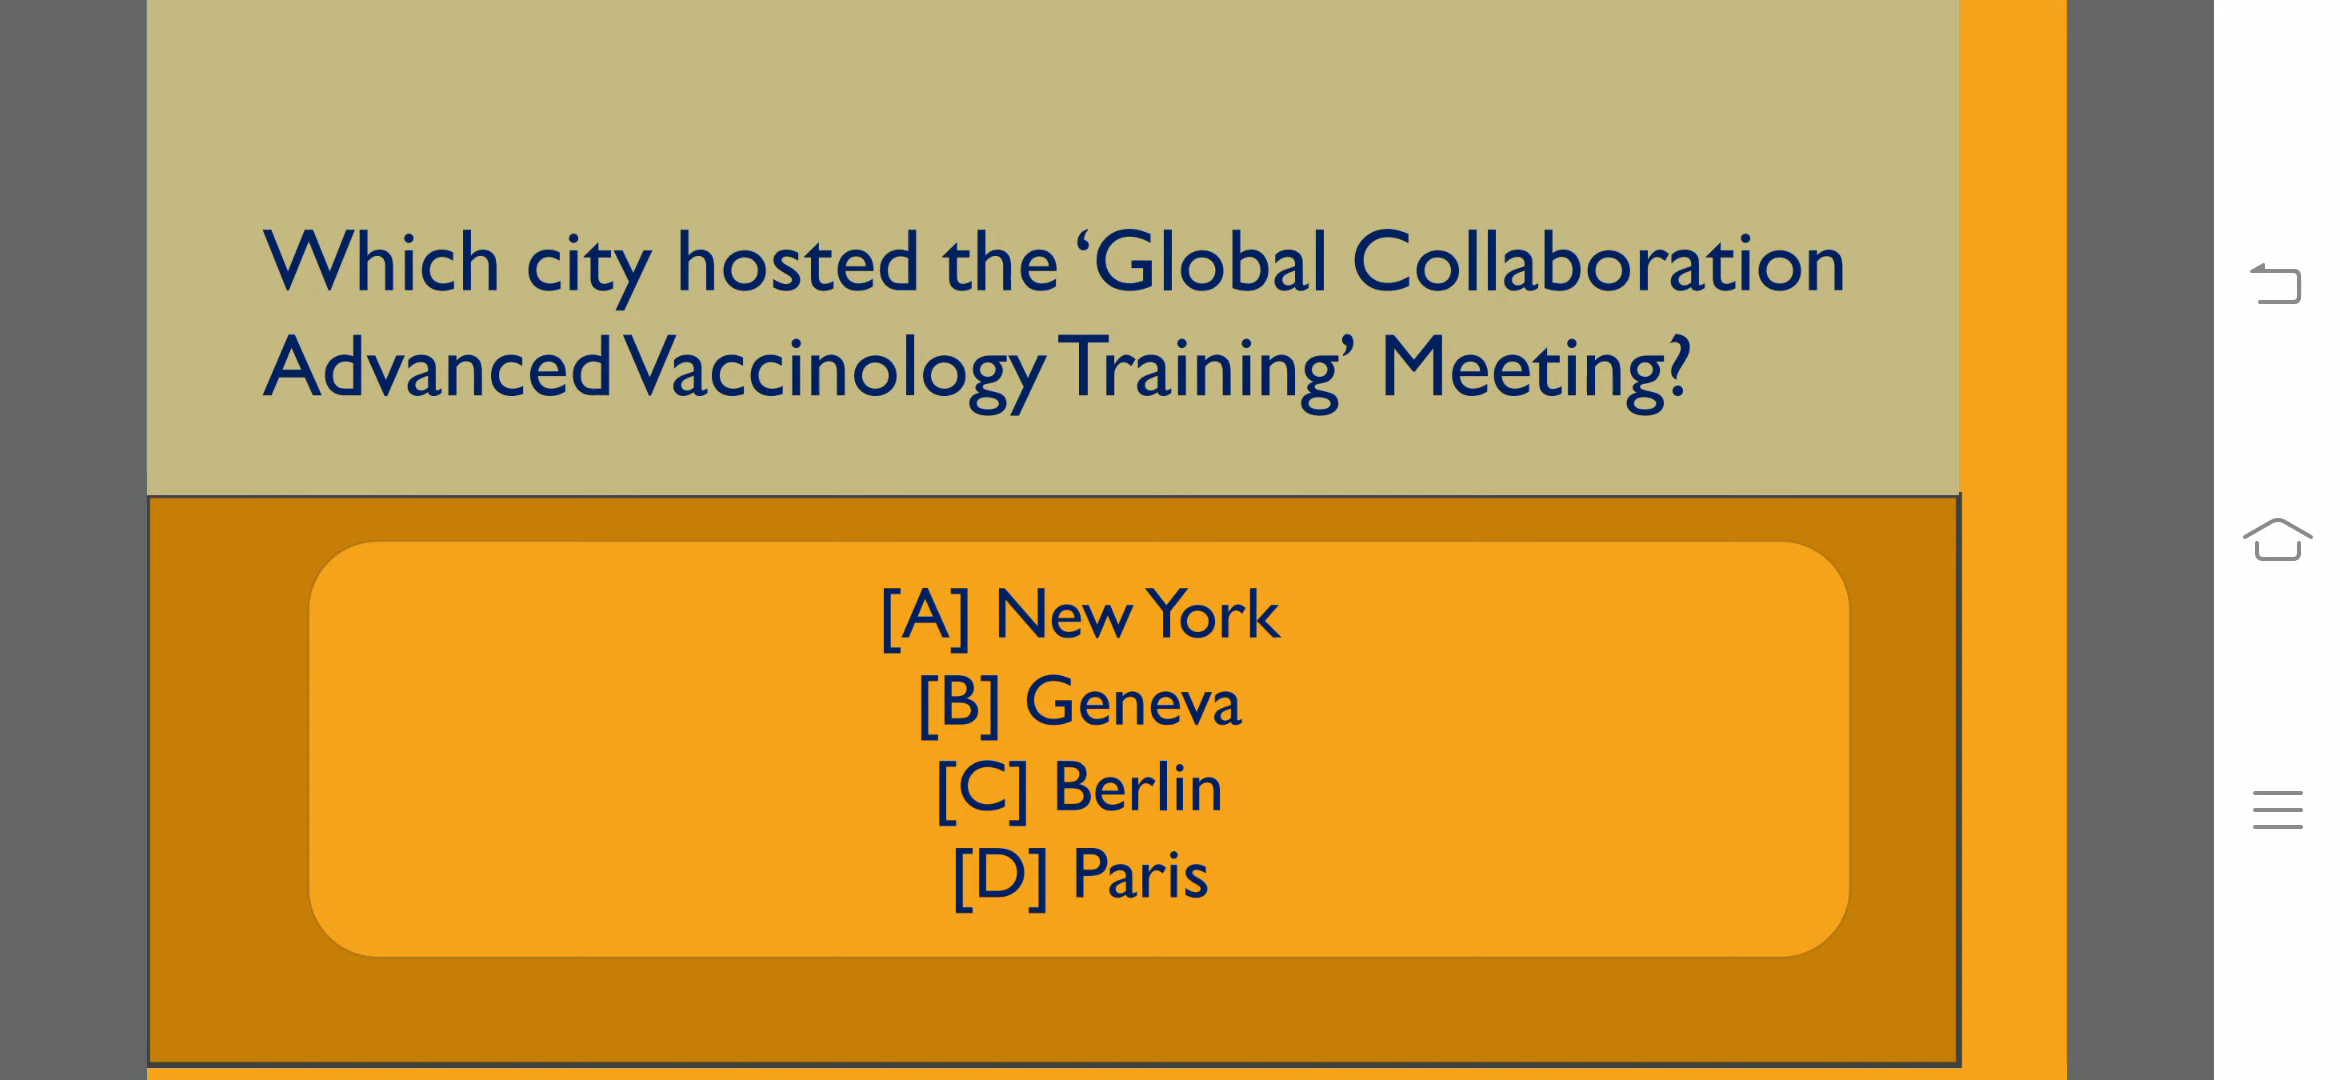 Which city hosted the ‘Global Collaboration
Advanced Vaccinology Training’ Meeting?
[A] New York
[B] Geneva
[C] Berlin
[D] Paris